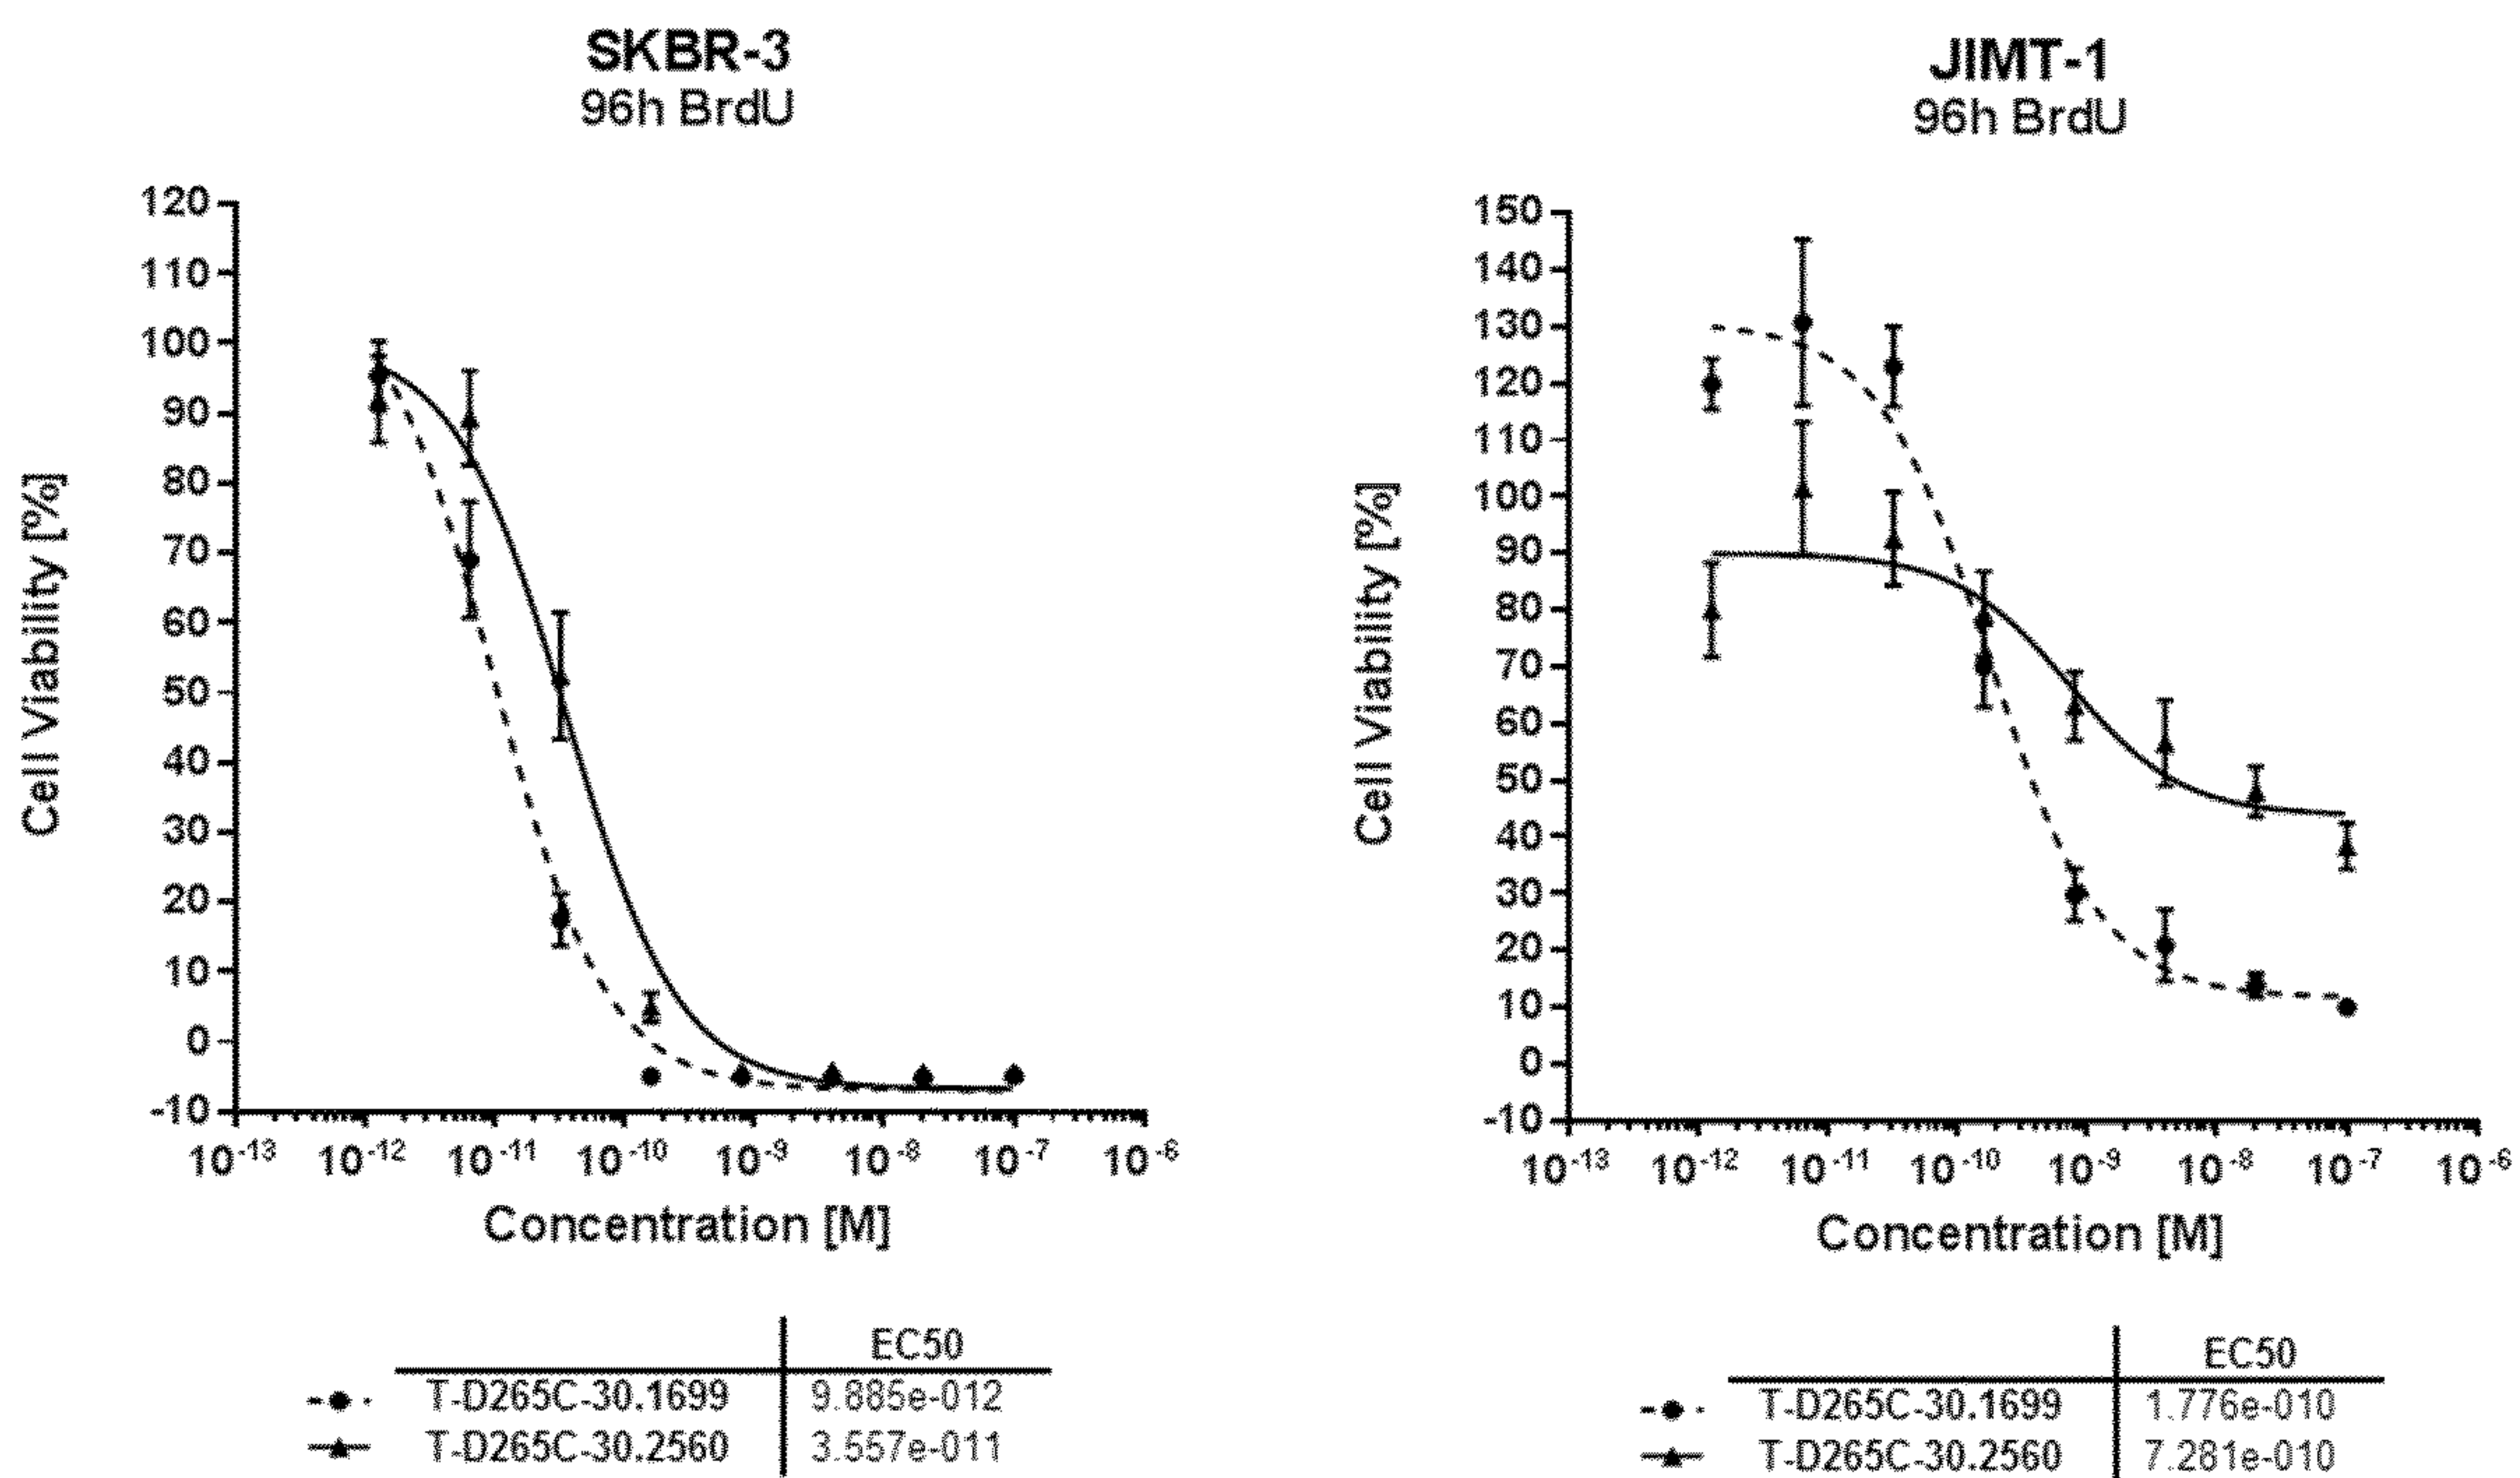 SKBR-3
96h BrdU
Cell Viability [%]
120
110
100
90
80
70
60
50
40
30
20
10
0
-10
10-13 10-12 10-11 10-10 10-9 10-8 10-7 10-6
Concentration [M]
EC50
T-D265C-30.1699 9.885e-012
T-D265C-30.2560 3.557e-011
JIMT-1
96h BrdU
Cell Viability [%]
150
140
130
120
110
100
90
80
70
60
50
40
30
20
10
0
-10
10-13 10-12 10-11 10-10 10-9 10-8 10-7 10-6
Concentration [M]
EC50
T-D265C-30.1699 1.776e-010
T-D265C-30.2560 7.281e-010